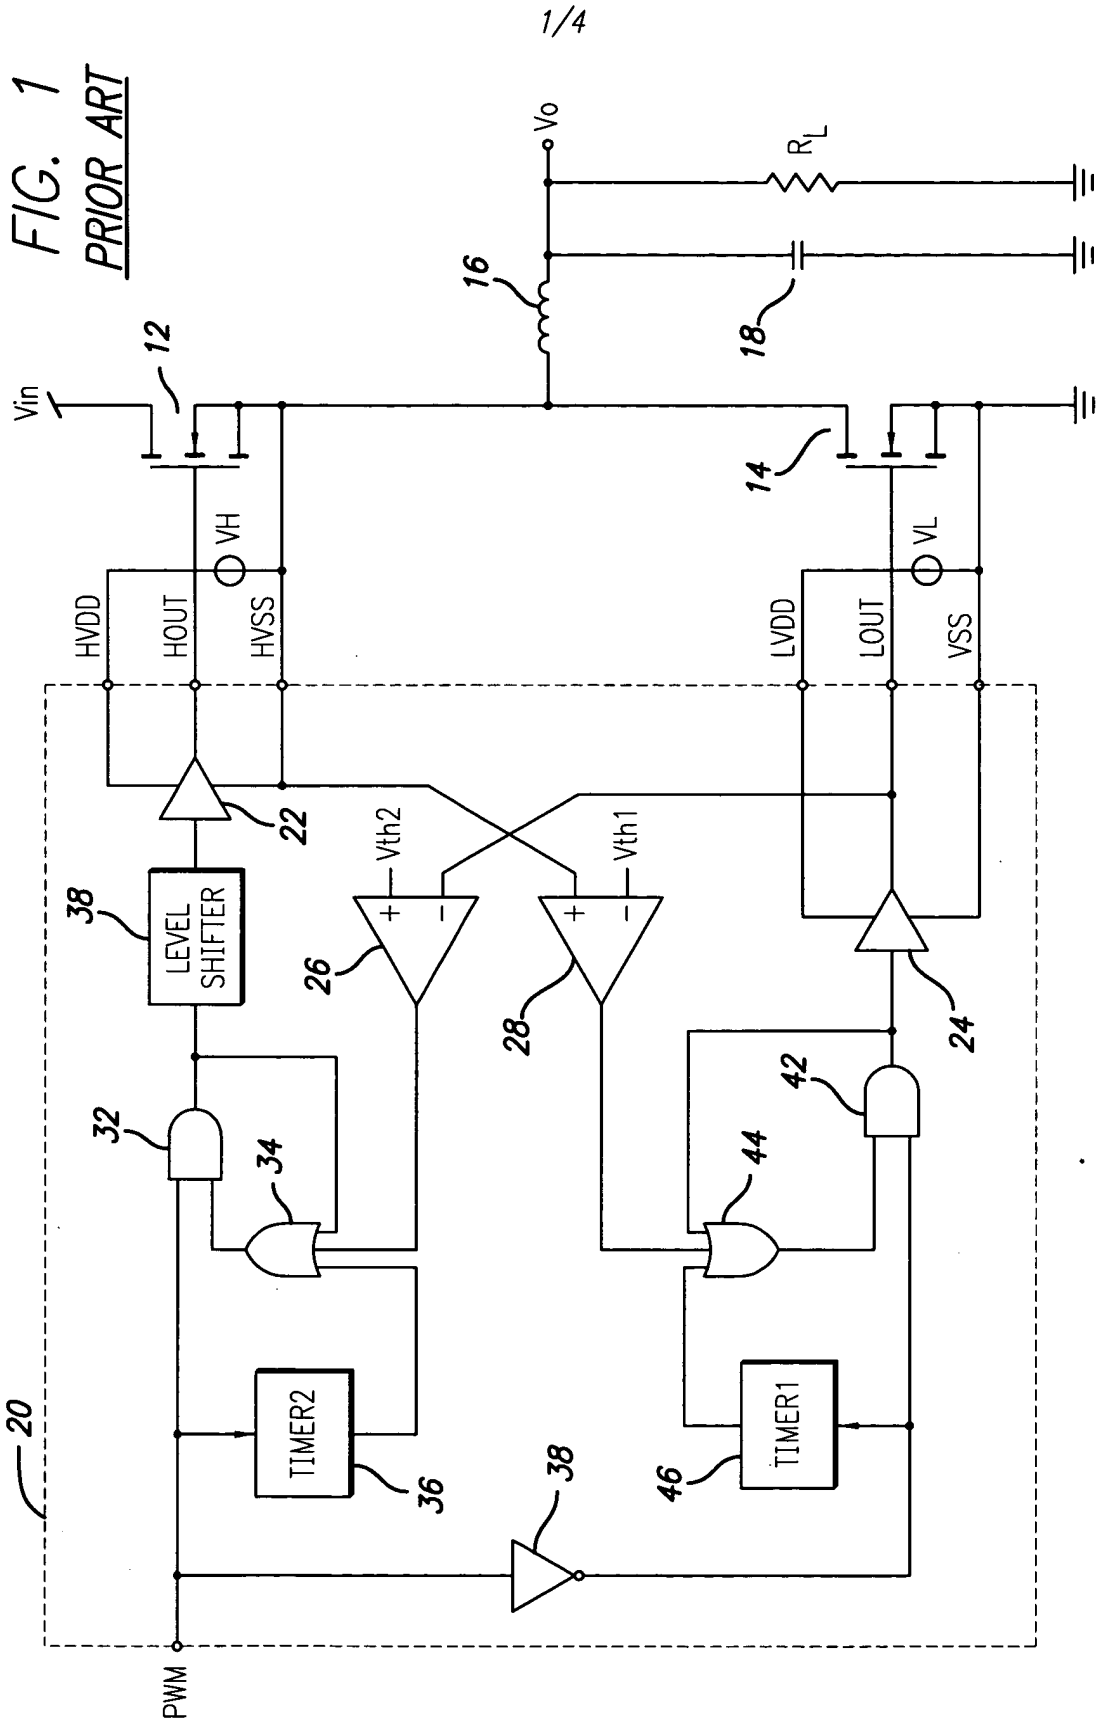 1/4
FIG. 1
PRIOR ART
20
PWM
38
TIMER2
36
34
32
38
LEVEL
SHIFTER
22
HVDD
HOUT
HVSS
VH
Vin
12
26
+
-
Vth2
28
+
-
Vth1
16
Vo
18
RL
TIMER1
46
44
42
24
LVDD
LOUT
VSS
VL
14